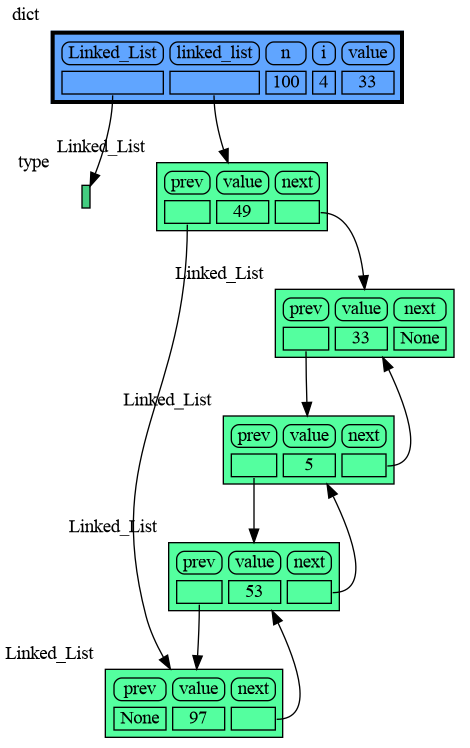 dict
Linked_List linked_list n i value
100 4 33
Linked_List
type
prev value next
49
Linked_List
prev value next
33 None
Linked_List
prev value next
5
Linked_List
prev value next
53
Linked_List
prev value next
None 97